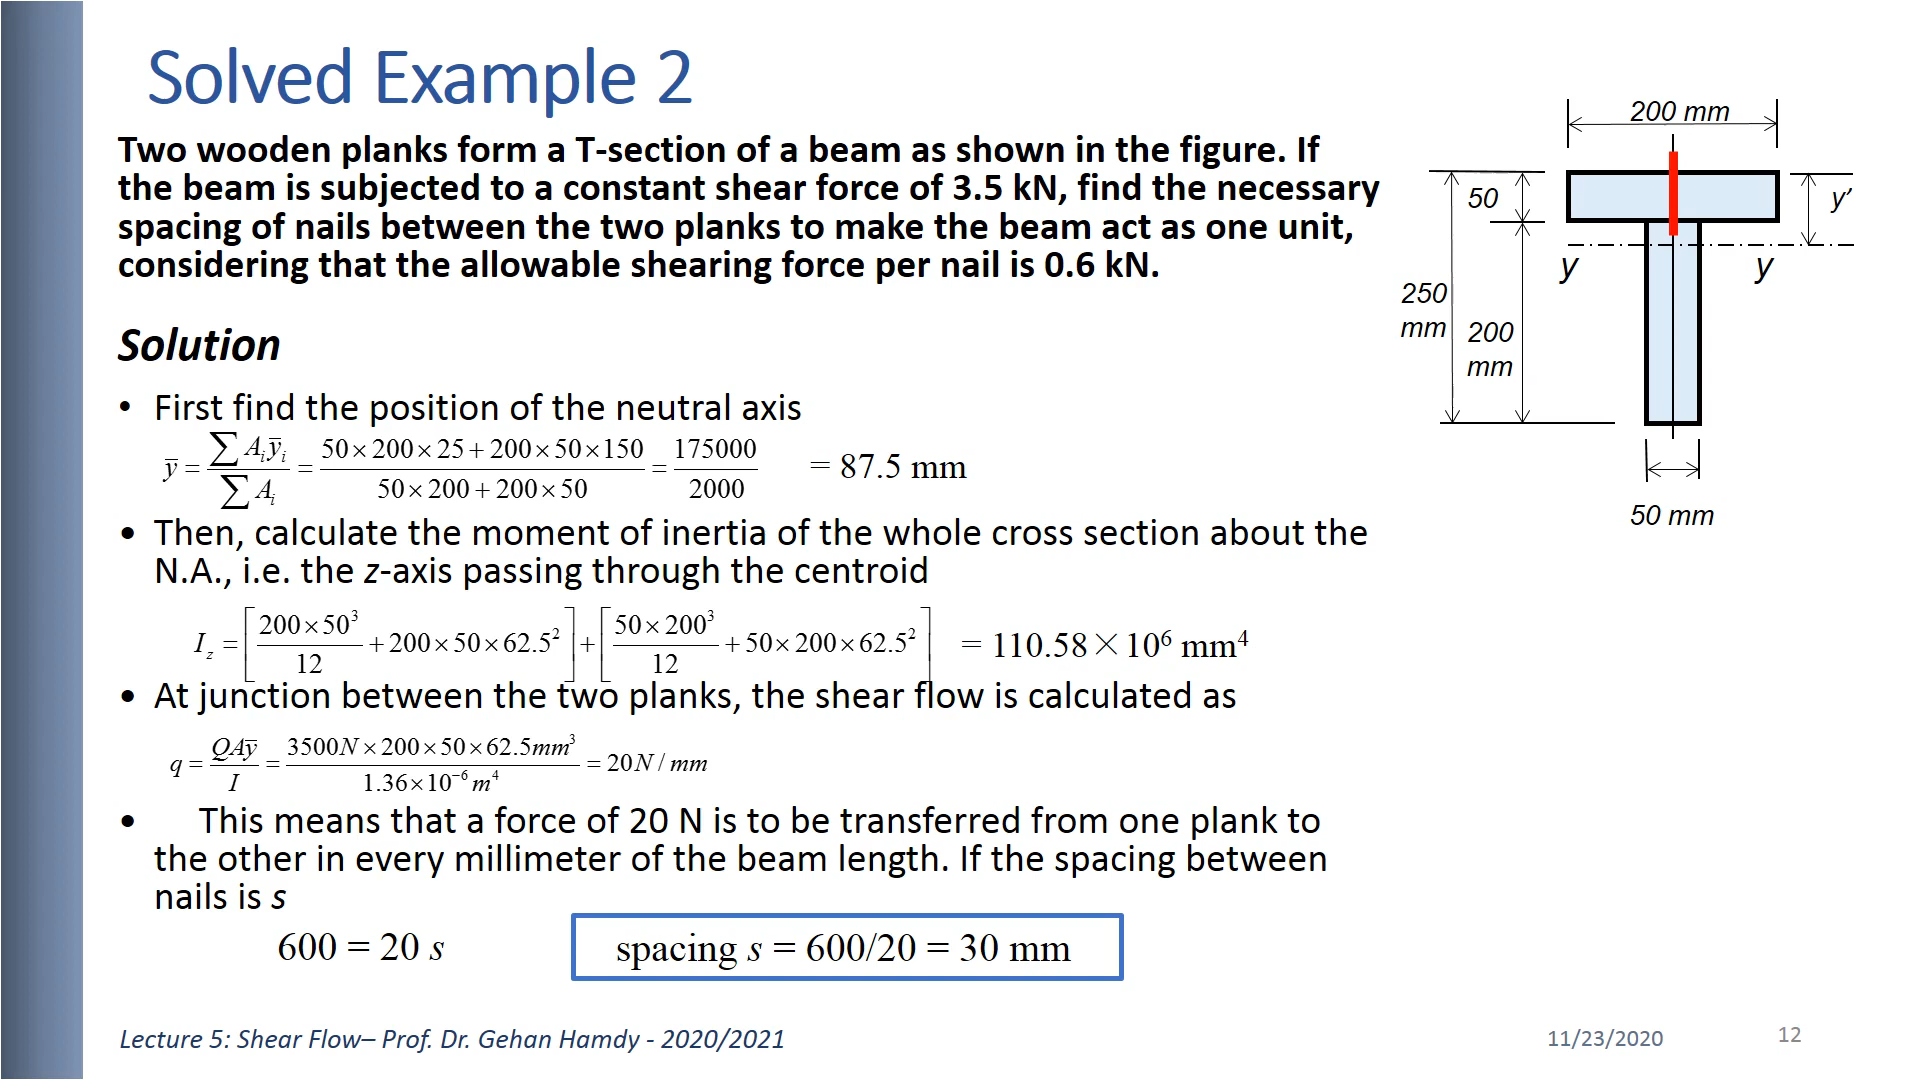 Solved Example 2
Two wooden planks form a T-section of a beam as shown in the figure. If
the beam is subjected to a constant shear force of 3.5 kN, find the necessary
spacing of nails between the two planks to make the beam act as one unit,
considering that the allowable shearing force per nail is 0.6 kN.
Solution
• First find the position of the neutral axis
ȳ = ∑ Aᵢȳᵢ / ∑ Aᵢ = (50×200×25+200×50×150) / (50×200+200×50) = 175000 / 2000 = 87.5 mm
• Then, calculate the moment of inertia of the whole cross section about the
N.A., i.e. the z-axis passing through the centroid
I_z = [200×50³ / 12 + 200×50×62.5²] + [50×200³ / 12 + 50×200×62.5²] = 110.58×10⁶ mm⁴
• At junction between the two planks, the shear flow is calculated as
q = QAȳ / I = 3500N×200×50×62.5mm³ / 1.36×10⁻⁶ m⁴ = 20N / mm
• This means that a force of 20 N is to be transferred from one plank to
the other in every millimeter of the beam length. If the spacing between
nails is s
600 = 20 s
spacing s = 600/20 = 30 mm
200 mm
50
y’
y y
250
mm
200
mm
50 mm
Lecture 5: Shear Flow– Prof. Dr. Gehan Hamdy - 2020/2021
11/23/2020
12